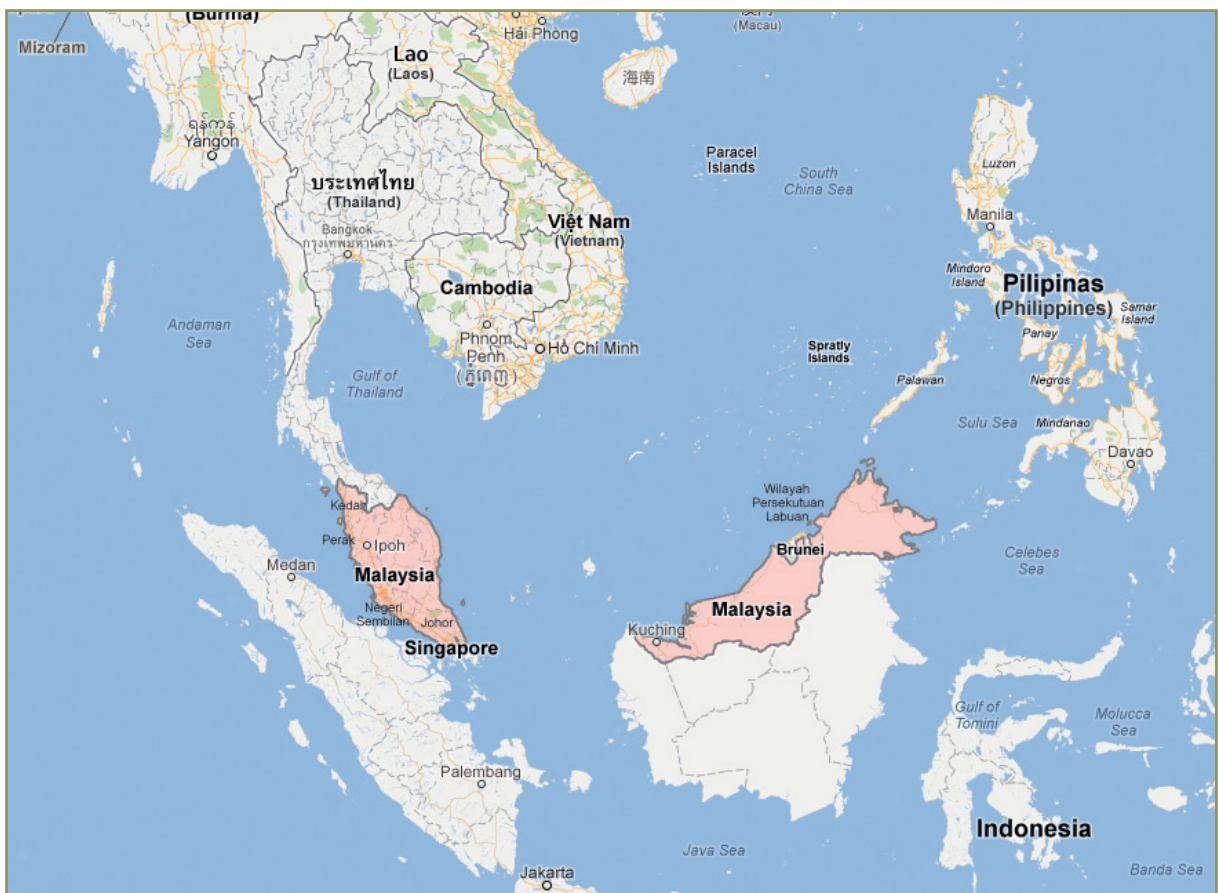 (Burma)
Mizoram
Hải Phòng
(Macau)
Lao
(Laos)
海南
ရန်ကုန်
Yangon
Paracel
Islands
South
China Sea
Luzon
ประเทศไทย
(Thailand)
Việt Nam
(Vietnam)
Manila
Bangkok
กรุงเทพมหานคร
Mindoro
Island
Pilipinas
(Philippines)
Cambodia
Samar
Island
Andaman
Sea
Phnom
Penh
(ភ្នំពេញ)
Hồ Chí Minh
Panay
Spratly
Islands
Gulf of
Thailand
Palawan
Negros
Sulu Sea
Mindanao
Davao
Kedah
Wilayah
Persekutuan
Labuan
Perak
Ipoh
Brunei
Celebes
Sea
Medan
Malaysia
Negeri
Sembilan
Johor
Malaysia
Kuching
Singapore
Gulf of
Tomini
Molucca
Sea
Palembang
Indonesia
Java Sea
Jakarta
Banda Sea